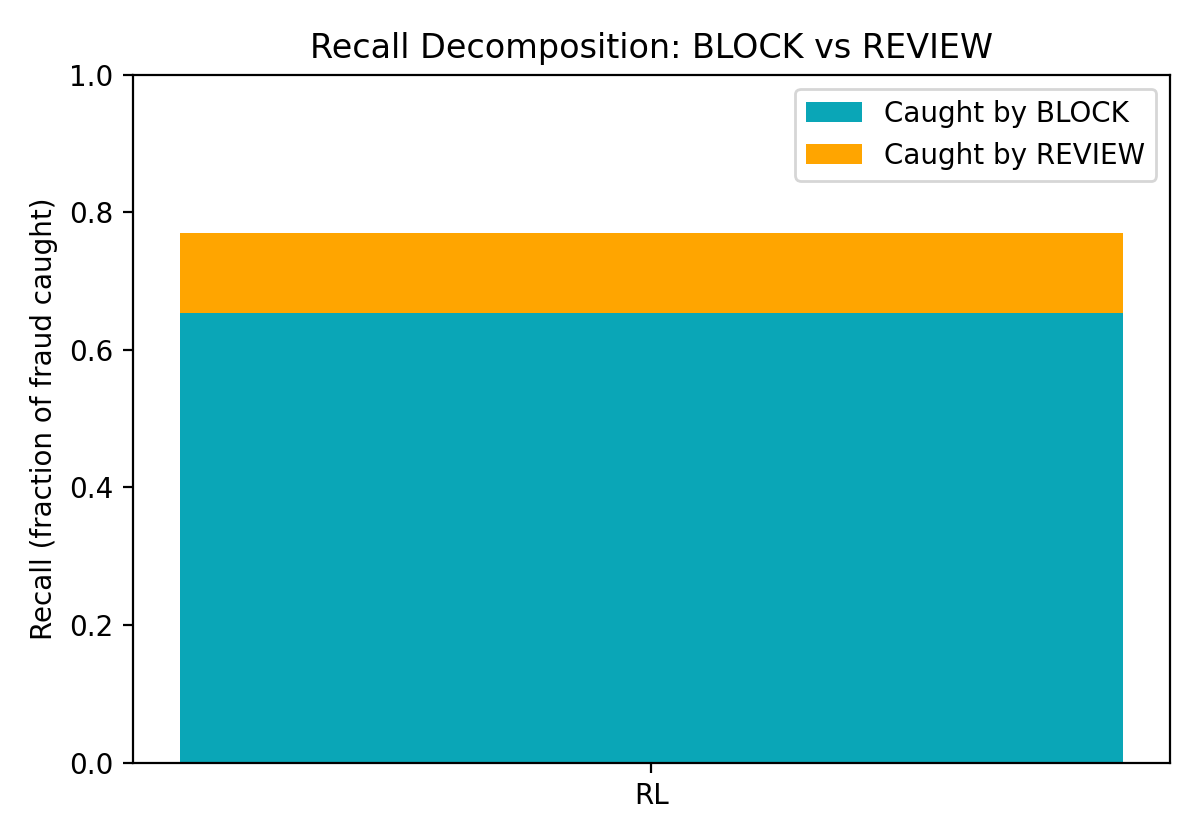 Recall Decomposition: BLOCK vs REVIEW
1.0
Caught by BLOCK
Caught by REVIEW
0.8
0.6
0.4
0.2
0.0
Recall (fraction of fraud caught)
RL